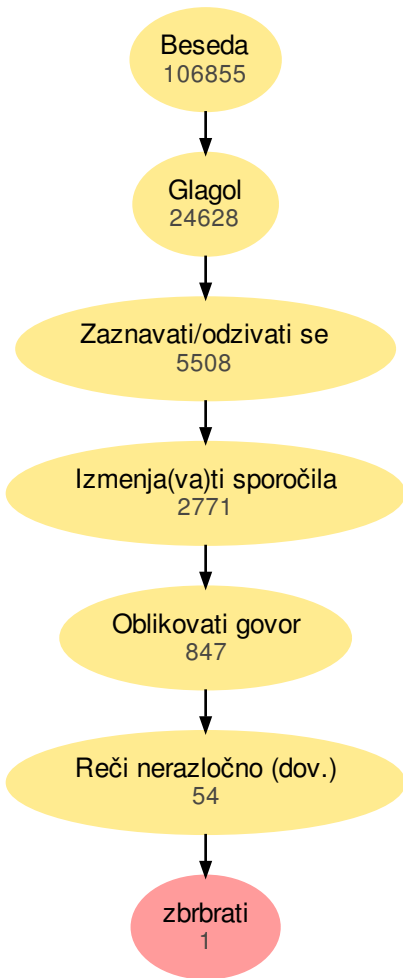 Beseda
106855
Glagol
24628
Zaznavati/odzivati se
5508
Izmenja(va)ti sporočila
2771
Oblikovati govor
847
Reči nerazločno (dov.)
54
zbrbrati
1